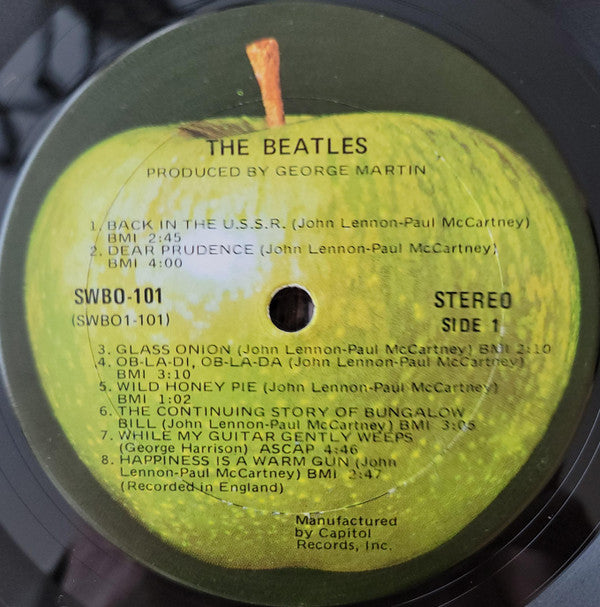 THE BEATLES
PRODUCED BY GEORGE MARTIN
1. BACK IN THE U.S.S.R. (John Lennon-Paul McCartney)
BMI 2:45
2. DEAR PRUDENCE (John Lennon-Paul McCartney)
BMI 4:00
SWBO-101
(SWBO1-101)
STEREO
SIDE 1
3. GLASS ONION (John Lennon-Paul McCartney) BMI 2:10
4. OB-LA-DI, OB-LA-DA (John Lennon-Paul McCartney)
BMI 3:10
5. WILD HONEY PIE (John Lennon-Paul McCartney)
BMI 1:02
6. THE CONTINUING STORY OF BUNGALOW
BILL (John Lennon-Paul McCartney) BMI 3:05
7. WHILE MY GUITAR GENTLY WEEPS
(George Harrison) ASCAP 4:46
8. HAPPINESS IS A WARM GUN (John
Lennon-Paul McCartney) BMI 2:47
(Recorded in England)
Manufactured
by Capitol
Records, Inc.